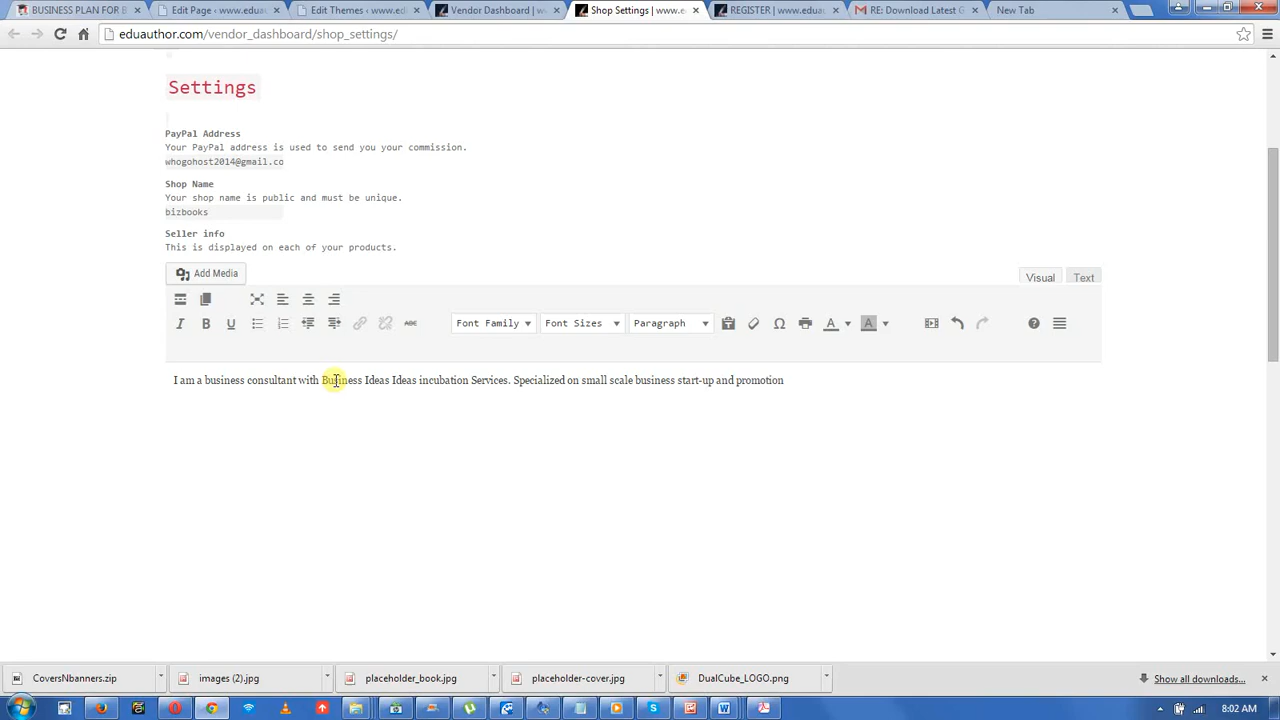 BUSINESS PLAN FOR B
Edit Page ‹ www.edua
Edit Themes ‹ www.ed
Vendor Dashboard | w
Shop Settings | www.e
REGISTER | www.edua
RE: Download Latest G
New Tab
eduauthor.com/vendor_dashboard/shop_settings/
Settings
PayPal Address
Your PayPal address is used to send you your commission.
whogohost2014@gmail.co
Shop Name
Your shop name is public and must be unique.
bizbooks
Seller info
This is displayed on each of your products.
Add Media
Visual Text
ABC
Font Family Font Sizes Paragraph A A
I am a business consultant with Business Ideas Ideas incubation Services. Specialized on small scale business start-up and promotion
CoversNbanners.zip images (2).jpg placeholder_book.jpg placeholder-cover.jpg DualCube_LOGO.png Show all downloads...
8:02 AM